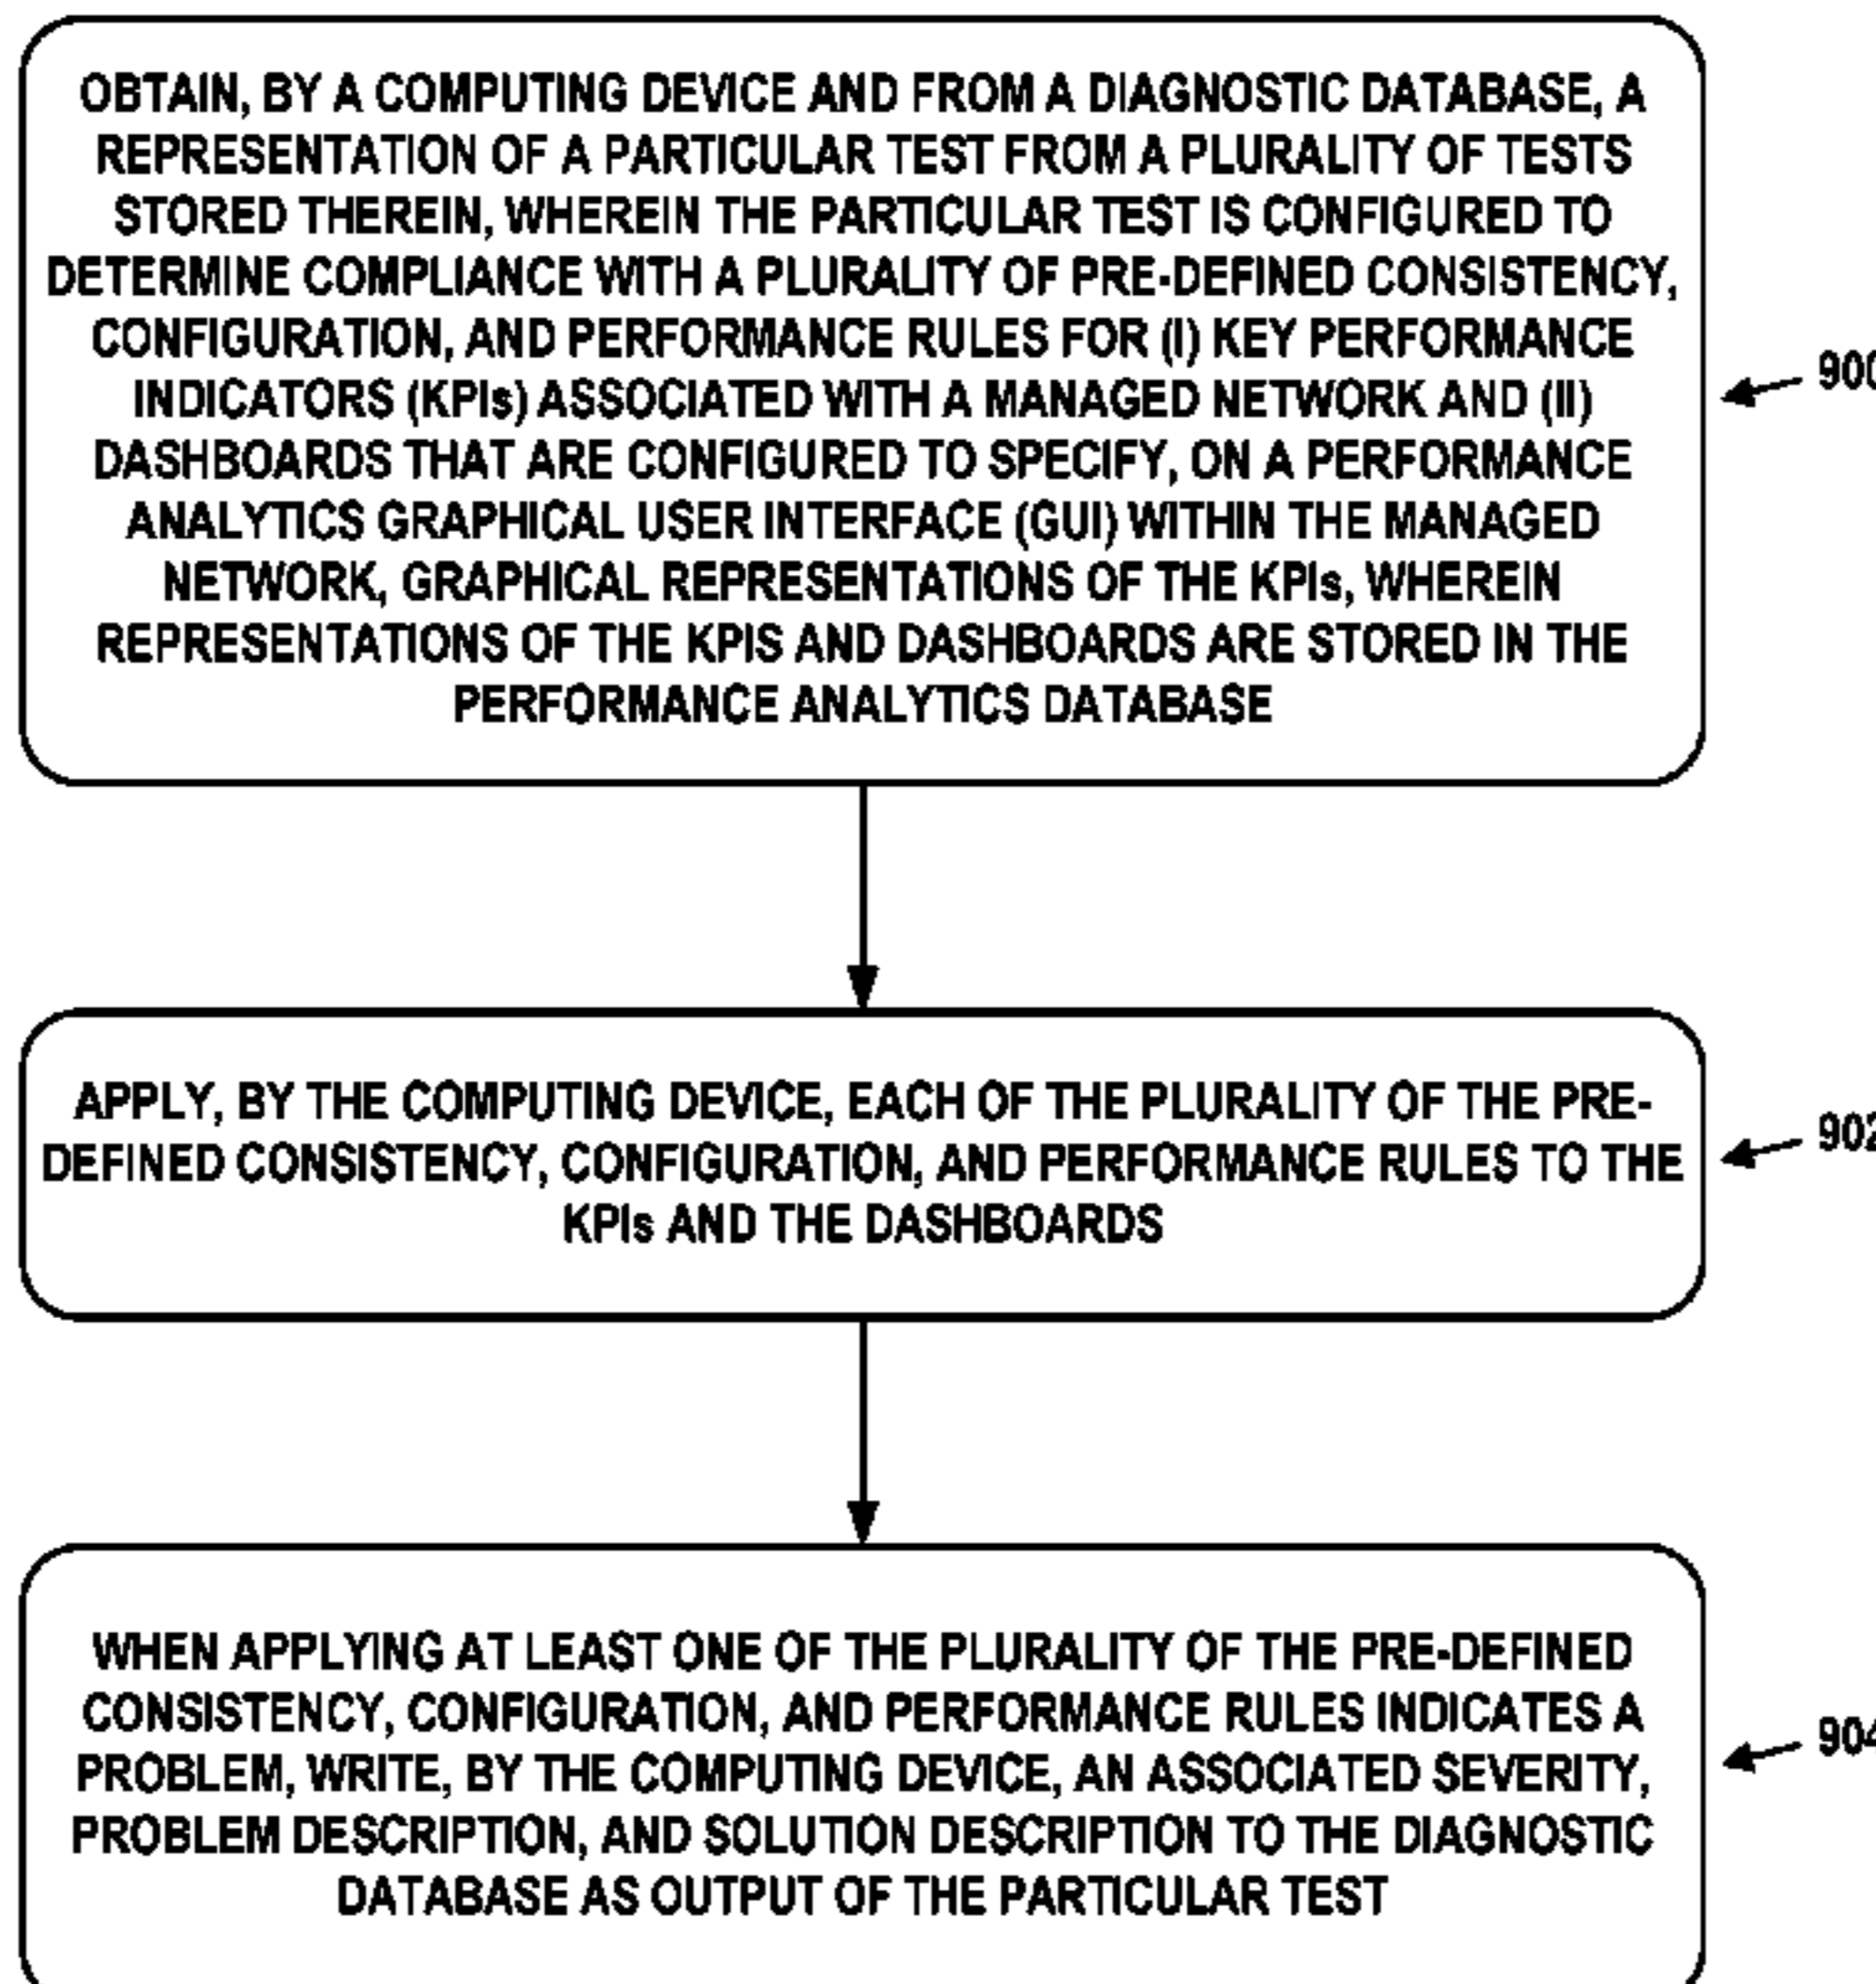 OBTAIN, BY A COMPUTING DEVICE AND FROM A DIAGNOSTIC DATABASE, A
REPRESENTATION OF A PARTICULAR TEST FROM A PLURALITY OF TESTS
STORED THEREIN, WHEREIN THE PARTICULAR TEST IS CONFIGURED TO
DETERMINE COMPLIANCE WITH A PLURALITY OF PRE-DEFINED CONSISTENCY,
CONFIGURATION, AND PERFORMANCE RULES FOR (I) KEY PERFORMANCE
INDICATORS (KPIs) ASSOCIATED WITH A MANAGED NETWORK AND (II)
DASHBOARDS THAT ARE CONFIGURED TO SPECIFY, ON A PERFORMANCE
ANALYTICS GRAPHICAL USER INTERFACE (GUI) WITHIN THE MANAGED
NETWORK, GRAPHICAL REPRESENTATIONS OF THE KPIs, WHEREIN
REPRESENTATIONS OF THE KPIS AND DASHBOARDS ARE STORED IN THE
PERFORMANCE ANALYTICS DATABASE
900
APPLY, BY THE COMPUTING DEVICE, EACH OF THE PLURALITY OF THE PRE-
DEFINED CONSISTENCY, CONFIGURATION, AND PERFORMANCE RULES TO THE
KPIs AND THE DASHBOARDS
902
WHEN APPLYING AT LEAST ONE OF THE PLURALITY OF THE PRE-DEFINED
CONSISTENCY, CONFIGURATION, AND PERFORMANCE RULES INDICATES A
PROBLEM, WRITE, BY THE COMPUTING DEVICE, AN ASSOCIATED SEVERITY,
PROBLEM DESCRIPTION, AND SOLUTION DESCRIPTION TO THE DIAGNOSTIC
DATABASE AS OUTPUT OF THE PARTICULAR TEST
904